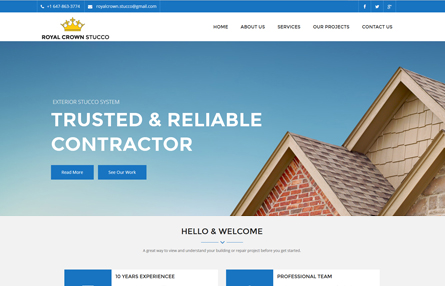 +1 647-863-3774 royalcrown.stucco@gmail.com
ROYAL CROWN STUCCO
HOME ABOUT US SERVICES OUR PROJECTS CONTACT US
EXTERIOR STUCCO SYSTEM
TRUSTED & RELIABLE
CONTRACTOR
Read More See Our Work
HELLO & WELCOME
A great way to view and understand your building or repair project before you get started.
10 YEARS EXPERIENCEE PROFESSIONAL TEAM